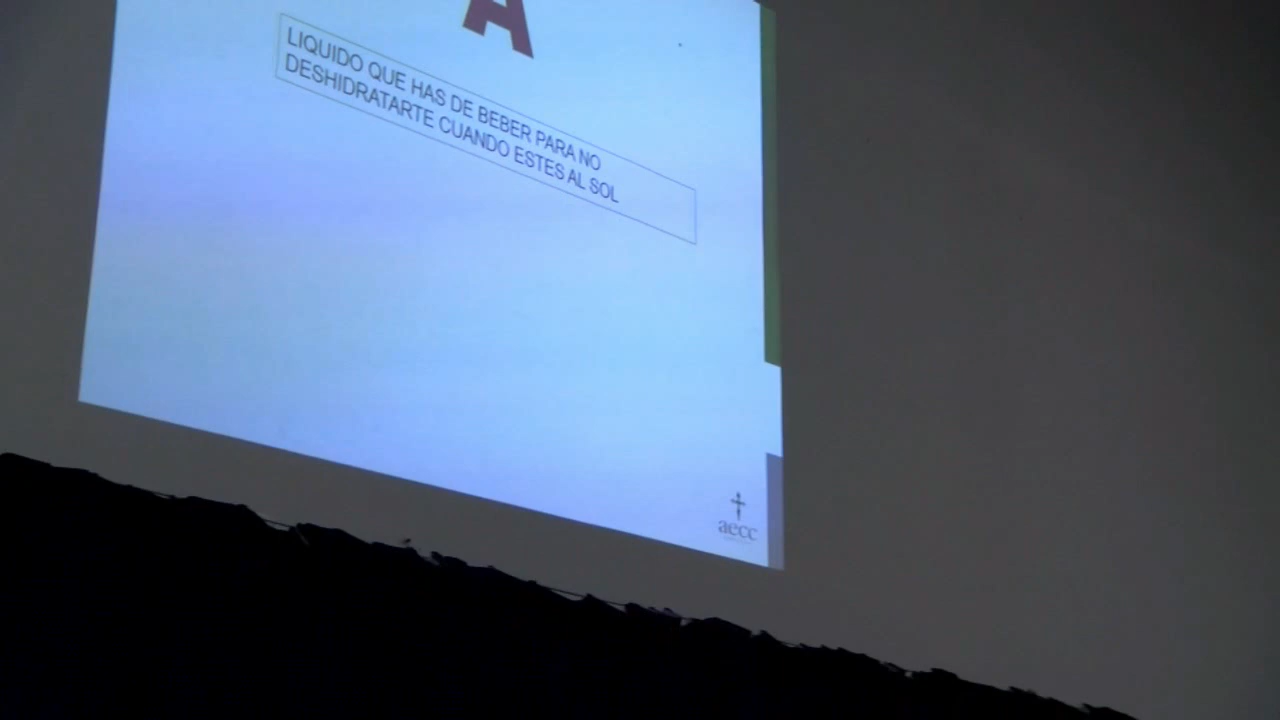 A
LIQUIDO QUE HAS DE BEBER PARA NO
DESHIDRATARTE CUANDO ESTES AL SOL
aecc